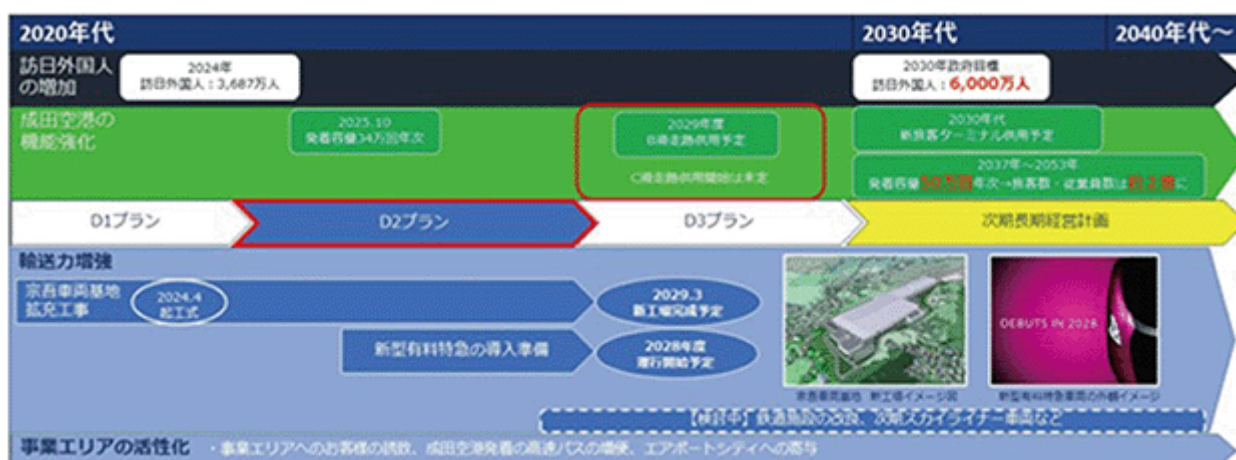 2020年代
2030年代
2040年代～
訪日外国人
の増加
2024年
訪日外国人：3,687万人
2030年政府目標
訪日外国人：6,000万人
成田空港の
機能強化
2025.10
発着容量34万回年次
2029年度
B滑走路供用予定
C滑走路供用開始は未定
2030年代
新旅客ターミナル供用予定
2037年～2053年
発着容量50万回年次→旅客数・従業員数は約2倍に
D1プラン
D2プラン
D3プラン
次期長期経営計画
輸送力増強
宗吾車両基地
拡充工事
2024.4
起工式
2029.3
新工場完成予定
新型有料特急の導入準備
2028年度
運行開始予定
DEBUTS IN 2028
宗吾車両基地 新工場イメージ図
新型有料特急車両の外観イメージ
【検討中】鉄道施設の改良、次期スカイライナー車両など
事業エリアの活性化
・事業エリアへのお客様の誘致、成田空港発着の高速バスの増便、エアポートシティへの寄与